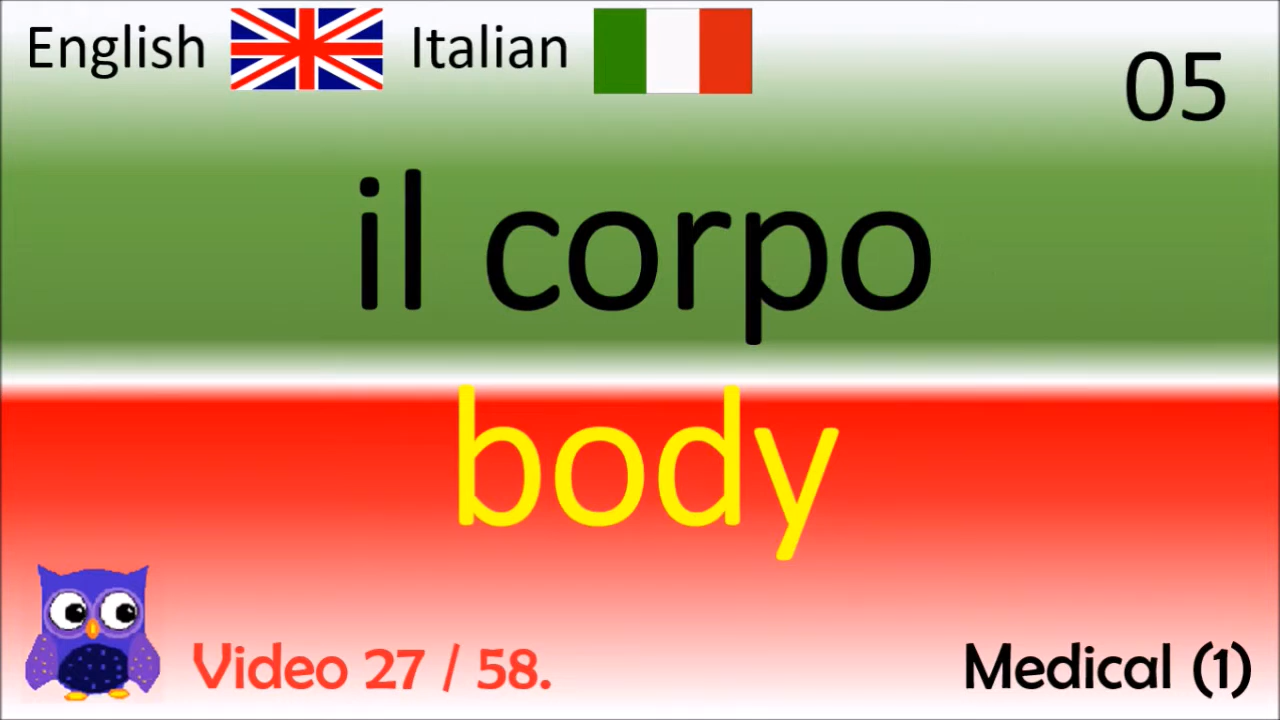 English Italian
05
il corpo
body
Video 27 / 58.
Medical (1)